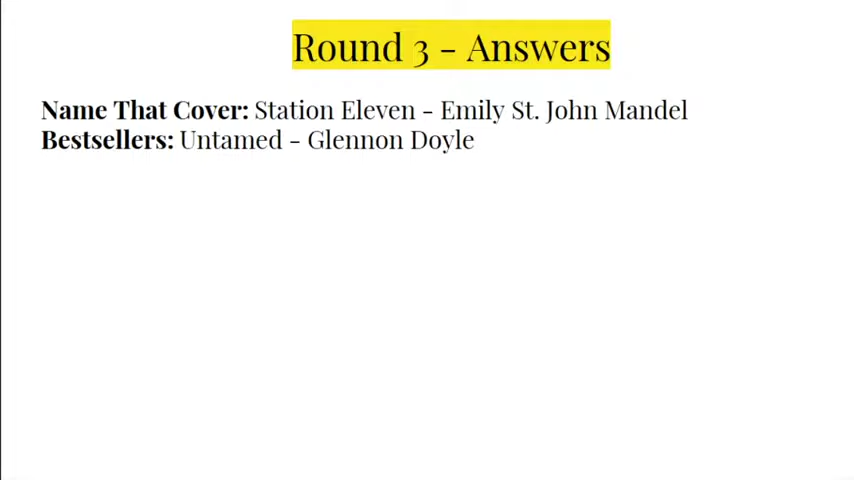 Round 3 - Answers
Name That Cover: Station Eleven - Emily St. John Mandel
Bestsellers: Untamed - Glennon Doyle